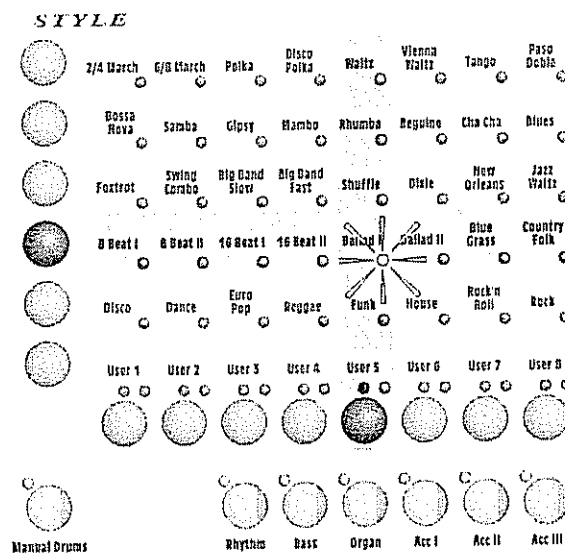 STYLE
2/4 March 6/8 March Polka Disco Polka Waltz Vienna Waltz Tango Paso Doble
Bossa Nova Samba Gipsy Mambo Rhumba Beguine Cha Cha Blues
Foxtrot Swing Combo Big Band Slow Big Band Fast Shuffle Dixie New Orleans Jazz Waltz
8 Beat I 8 Beat II 16 Beat I 16 Beat II Ballad I Ballad II Blue Grass Country Folk
Disco Dance Euro Pop Reggae Funk House Rock'n Roll Rock
User 1 User 2 User 3 User 4 User 5 User 6 User 7 User 8
Manual Drums Rhythm Bass Organ Acc I Acc II Acc III